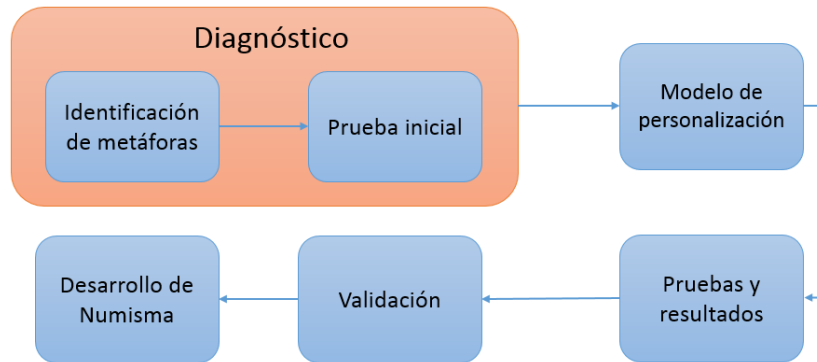 Diagnóstico
Identificación
de metáforas
Prueba inicial
Modelo de
personalización
Desarrollo de
Numisma
Validación
Pruebas y
resultados